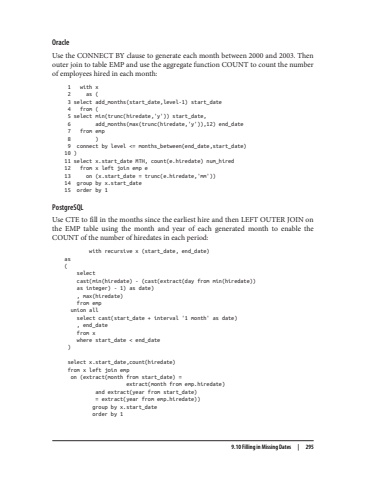 Oracle
Use the CONNECT BY clause to generate each month between 2000 and 2003. Then
outer join to table EMP and use the aggregate function COUNT to count the number
of employees hired in each month:
1 with x
2 as (
3 select add_months(start_date,level-1) start_date
4 from (
5 select min(trunc(hiredate,'y')) start_date,
6 add_months(max(trunc(hiredate,'y')),12) end_date
7 from emp
8 )
9 connect by level <= months_between(end_date,start_date)
10 )
11 select x.start_date MTH, count(e.hiredate) num_hired
12 from x left join emp e
13 on (x.start_date = trunc(e.hiredate,'mm'))
14 group by x.start_date
15 order by 1
PostgreSQL
Use CTE to fill in the months since the earliest hire and then LEFT OUTER JOIN on
the EMP table using the month and year of each generated month to enable the
COUNT of the number of hiredates in each period:
with recursive x (start_date, end_date)
as
(
select
cast(min(hiredate) - (cast(extract(day from min(hiredate))
as integer) - 1) as date)
, max(hiredate)
from emp
union all
select cast(start_date + interval '1 month' as date)
, end_date
from x
where start_date < end_date
)
select x.start_date,count(hiredate)
from x left join emp
on (extract(month from start_date) =
extract(month from emp.hiredate)
and extract(year from start_date)
= extract(year from emp.hiredate))
group by x.start_date
order by 1
9.10 Filling in Missing Dates | 295